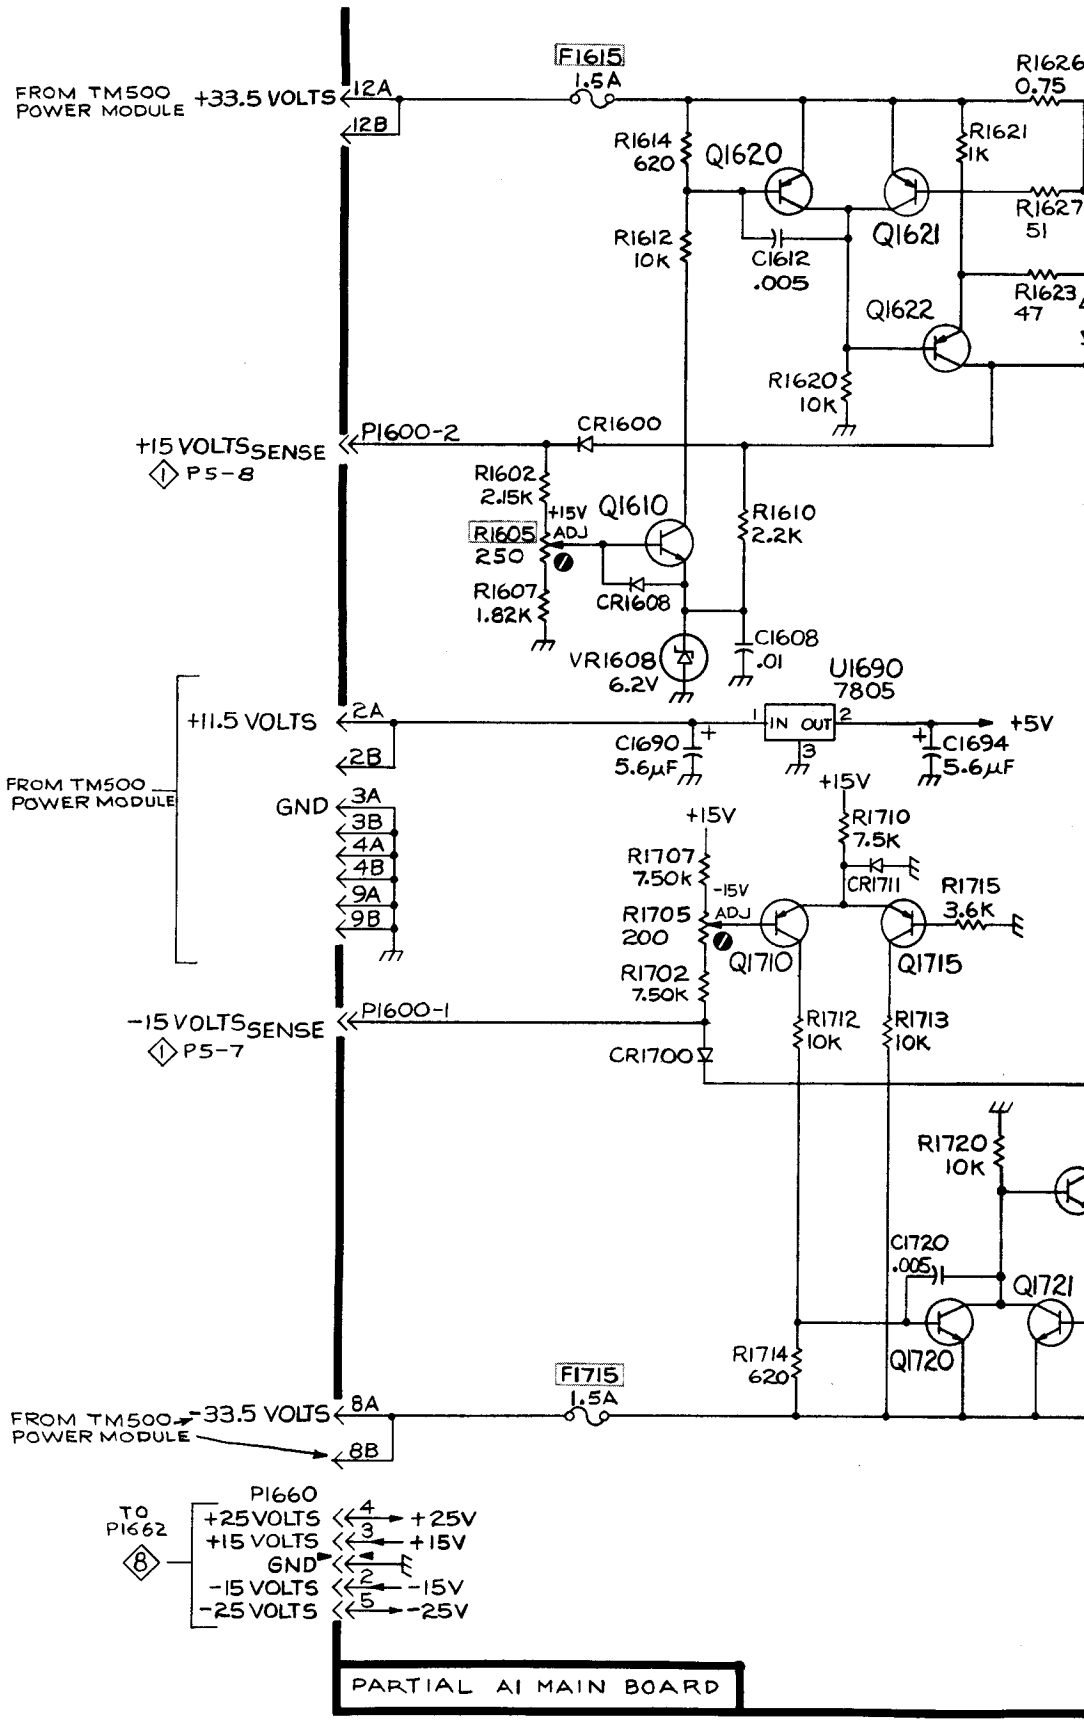 F1615
1.5A
R1626
0.75
FROM TM500
POWER MODULE
+33.5 VOLTS
12A
12B
R1614
620
Q1620
R1621
1K
R1612
10K
C1612
.005
Q1621
R1627
51
Q1622
R1623
47
R1620
10K
+15 VOLTS SENSE
1 P5-8
P1600-2
CR1600
R1602
2.15K
+15V
ADJ
Q1610
R1610
2.2K
R1605
250
R1607
1.82K
CR1608
VR1608
6.2V
C1608
.01
U1690
7805
+11.5 VOLTS
2A
2B
1 IN OUT 2
3
+5V
+
C1690
5.6μF
+
C1694
5.6μF
FROM TM500
POWER MODULE
GND
3A
3B
4A
4B
9A
9B
+15V
R1710
7.5K
+15V
R1707
7.50K
CR1711
R1715
3.6K
-15V
ADJ
R1705
200
Q1710
Q1715
R1702
7.50K
-15 VOLTS SENSE
1 P5-7
P1600-1
R1712
10K
R1713
10K
CR1700
R1720
10K
C1720
.005
Q1721
Q1720
R1714
620
F1715
1.5A
FROM TM500
POWER MODULE
-33.5 VOLTS
8A
8B
P1660
TO
P1662
8
+25 VOLTS 4 +25V
+15 VOLTS 3 +15V
GND
-15 VOLTS 2 -15V
-25 VOLTS 5 -25V
PARTIAL A1 MAIN BOARD